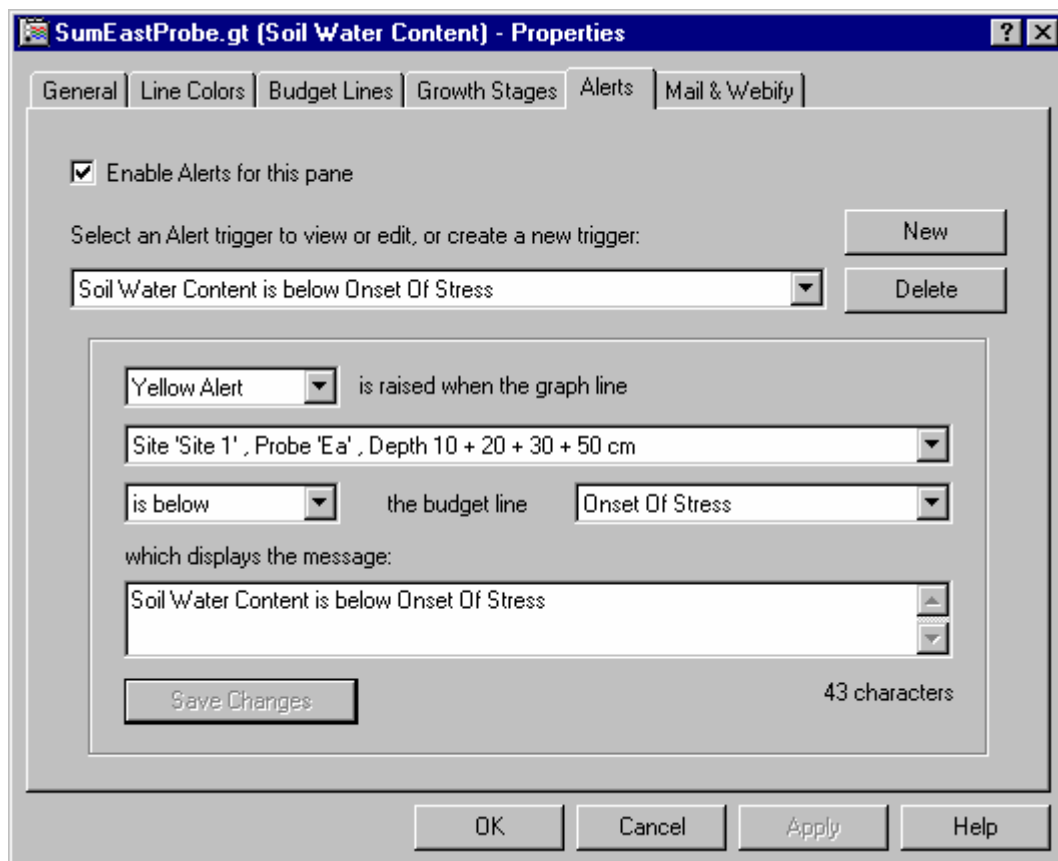 SumEastProbe.gt (Soil Water Content) - Properties
General Line Colors Budget Lines Growth Stages Alerts Mail & Webify
Enable Alerts for this pane
Select an Alert trigger to view or edit, or create a new trigger:
New
Soil Water Content is below Onset Of Stress
Delete
Yellow Alert is raised when the graph line
Site 'Site 1' , Probe 'Ea' , Depth 10 + 20 + 30 + 50 cm
is below the budget line Onset Of Stress
which displays the message:
Soil Water Content is below Onset Of Stress
Save Changes 43 characters
OK Cancel Apply Help